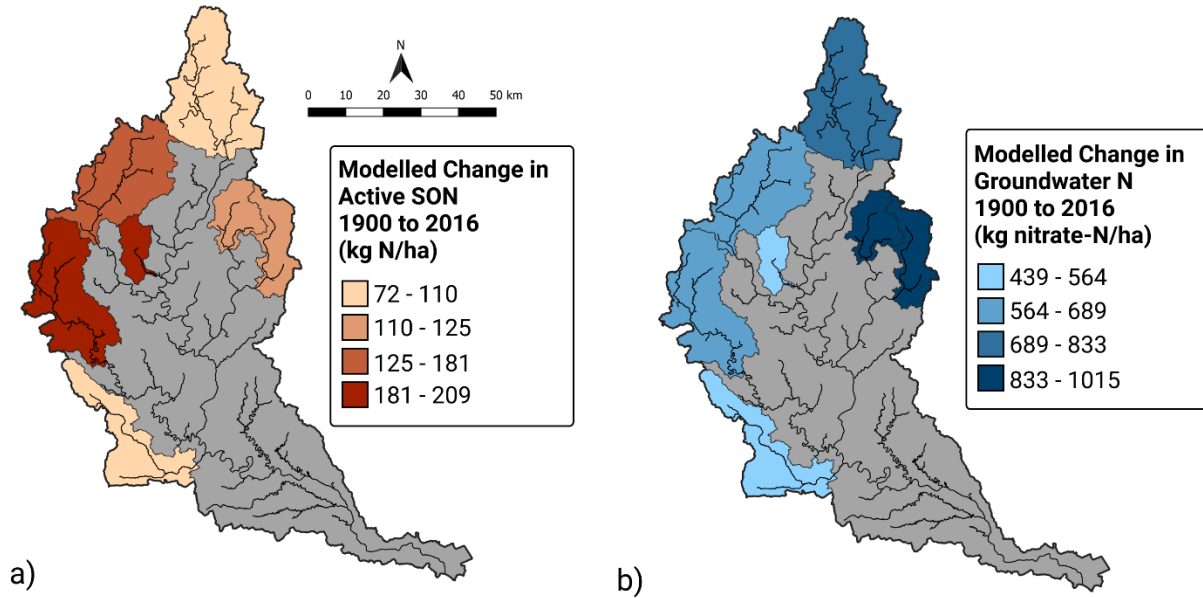 N
0 10 20 30 40 50 km
Modelled Change in
Active SON
1900 to 2016
(kg N/ha)
72 - 110
110 - 125
125 - 181
181 - 209
a)
Modelled Change in
Groundwater N
1900 to 2016
(kg nitrate-N/ha)
439 - 564
564 - 689
689 - 833
833 - 1015
b)